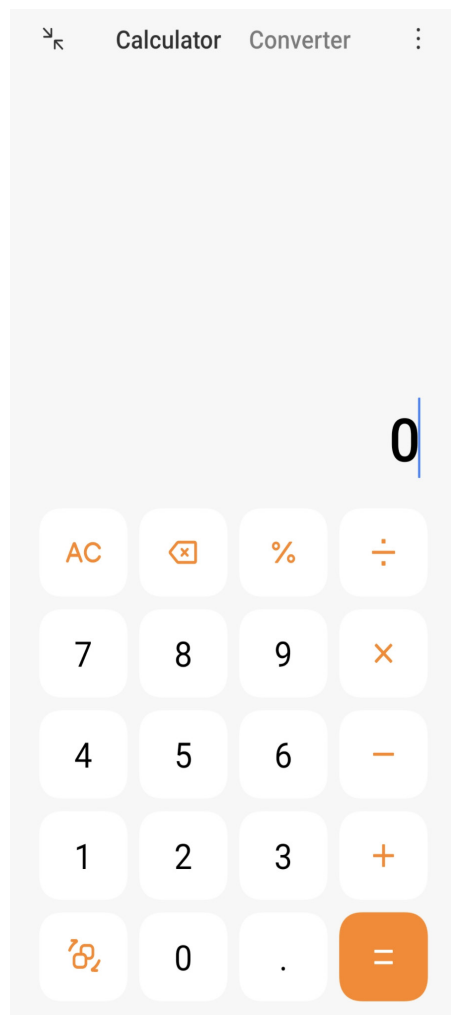 Calculator Converter
0
AC % ÷
7 8 9 ×
4 5 6 −
1 2 3 +
0 . =